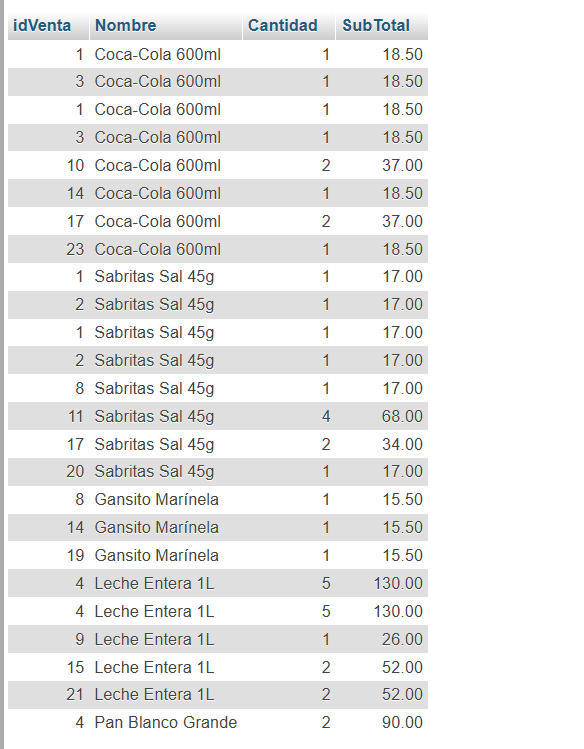 idVenta Nombre Cantidad SubTotal
1 Coca-Cola 600ml 1 18.50
3 Coca-Cola 600ml 1 18.50
1 Coca-Cola 600ml 1 18.50
3 Coca-Cola 600ml 1 18.50
10 Coca-Cola 600ml 2 37.00
14 Coca-Cola 600ml 1 18.50
17 Coca-Cola 600ml 2 37.00
23 Coca-Cola 600ml 1 18.50
1 Sabritas Sal 45g 1 17.00
2 Sabritas Sal 45g 1 17.00
1 Sabritas Sal 45g 1 17.00
2 Sabritas Sal 45g 1 17.00
8 Sabritas Sal 45g 1 17.00
11 Sabritas Sal 45g 4 68.00
17 Sabritas Sal 45g 2 34.00
20 Sabritas Sal 45g 1 17.00
8 Gansito Marínela 1 15.50
14 Gansito Marínela 1 15.50
19 Gansito Marínela 1 15.50
4 Leche Entera 1L 5 130.00
4 Leche Entera 1L 5 130.00
9 Leche Entera 1L 1 26.00
15 Leche Entera 1L 2 52.00
21 Leche Entera 1L 2 52.00
4 Pan Blanco Grande 2 90.00